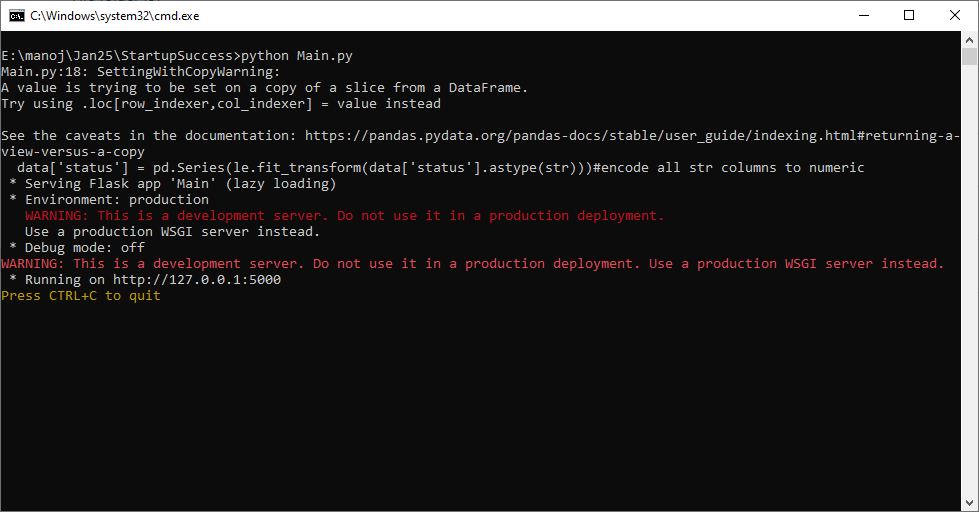 C:\Windows\system32\cmd.exe
E:\manoj\Jan25\StartupSuccess>python Main.py
Main.py:18: SettingWithCopyWarning:
A value is trying to be set on a copy of a slice from a DataFrame.
Try using .loc[row_indexer,col_indexer] = value instead
See the caveats in the documentation: https://pandas.pydata.org/pandas-docs/stable/user_guide/indexing.html#returning-a-
view-versus-a-copy
  data['status'] = pd.Series(le.fit_transform(data['status'].astype(str)))#encode all str columns to numeric
 * Serving Flask app 'Main' (lazy loading)
 * Environment: production
   WARNING: This is a development server. Do not use it in a production deployment.
   Use a production WSGI server instead.
 * Debug mode: off
WARNING: This is a development server. Do not use it in a production deployment. Use a production WSGI server instead.
 * Running on http://127.0.0.1:5000
Press CTRL+C to quit